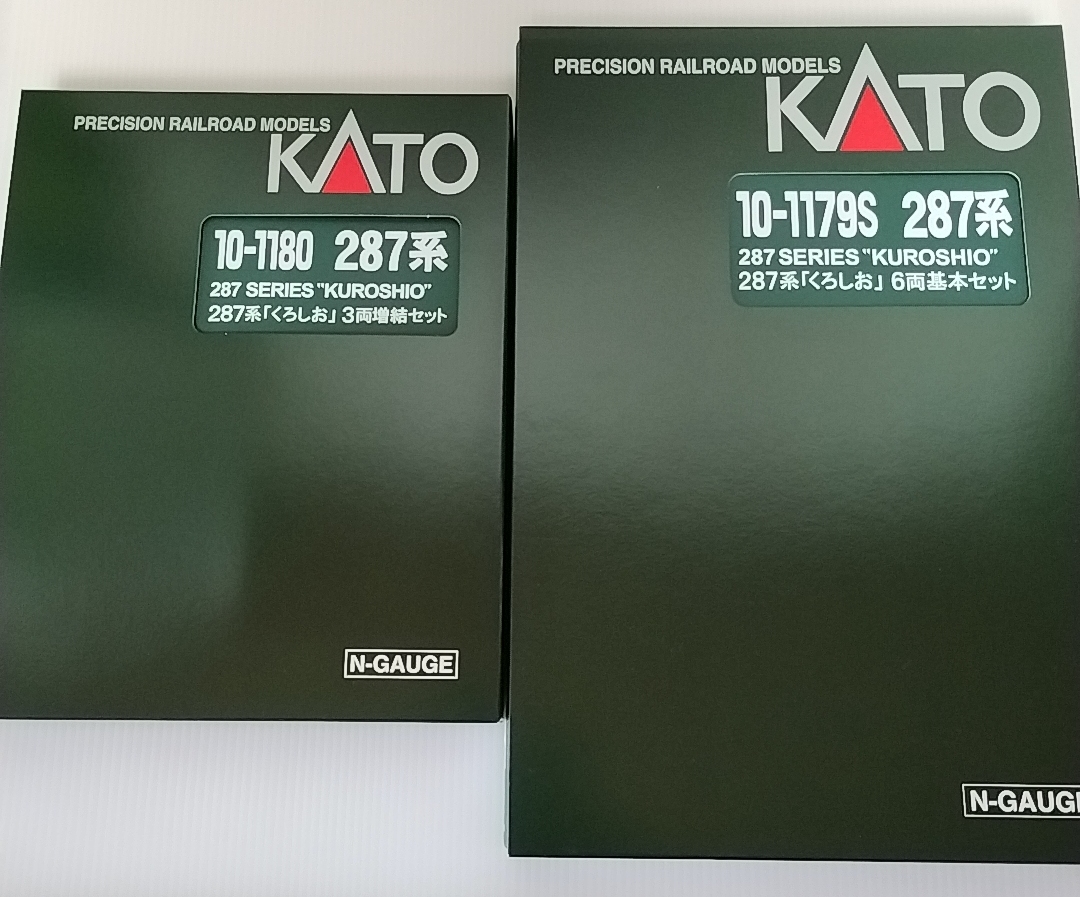 PRECISION RAILROAD MODELS
KATO
10-1180 287系
287 SERIES "KUROSHIO"
287系「くろしお」3両増結セット
N-GAUGE
PRECISION RAILROAD MODELS
KATO
10-1179S 287系
287 SERIES "KUROSHIO"
287系「くろしお」6両基本セット
N-GAUGE